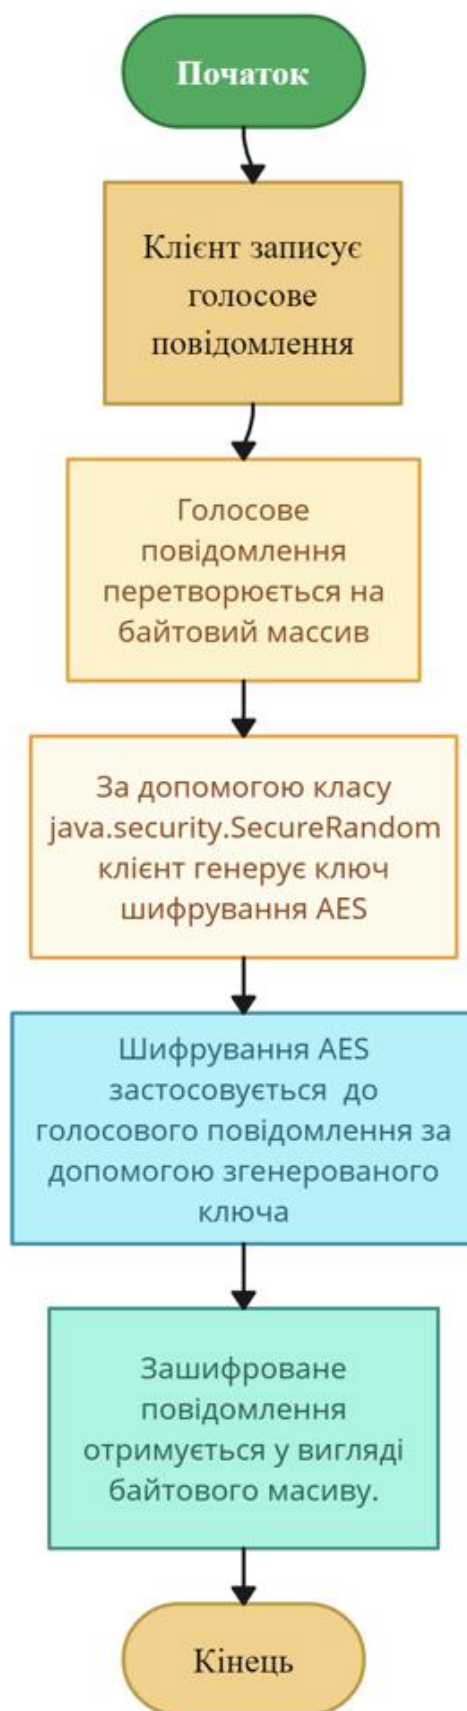 Початок
Клієнт записує
голосове
повідомлення
Голосове
повідомлення
перетворюється на
байтовий массив
За допомогою класу
java.security.SecureRandom
клієнт генерує ключ
шифрування AES
Шифрування AES
застосовується  до
голосового повідомлення за
допомогою згенерованого
ключа
Зашифроване
повідомлення
отримується у вигляді
байтового масиву.
Кінець